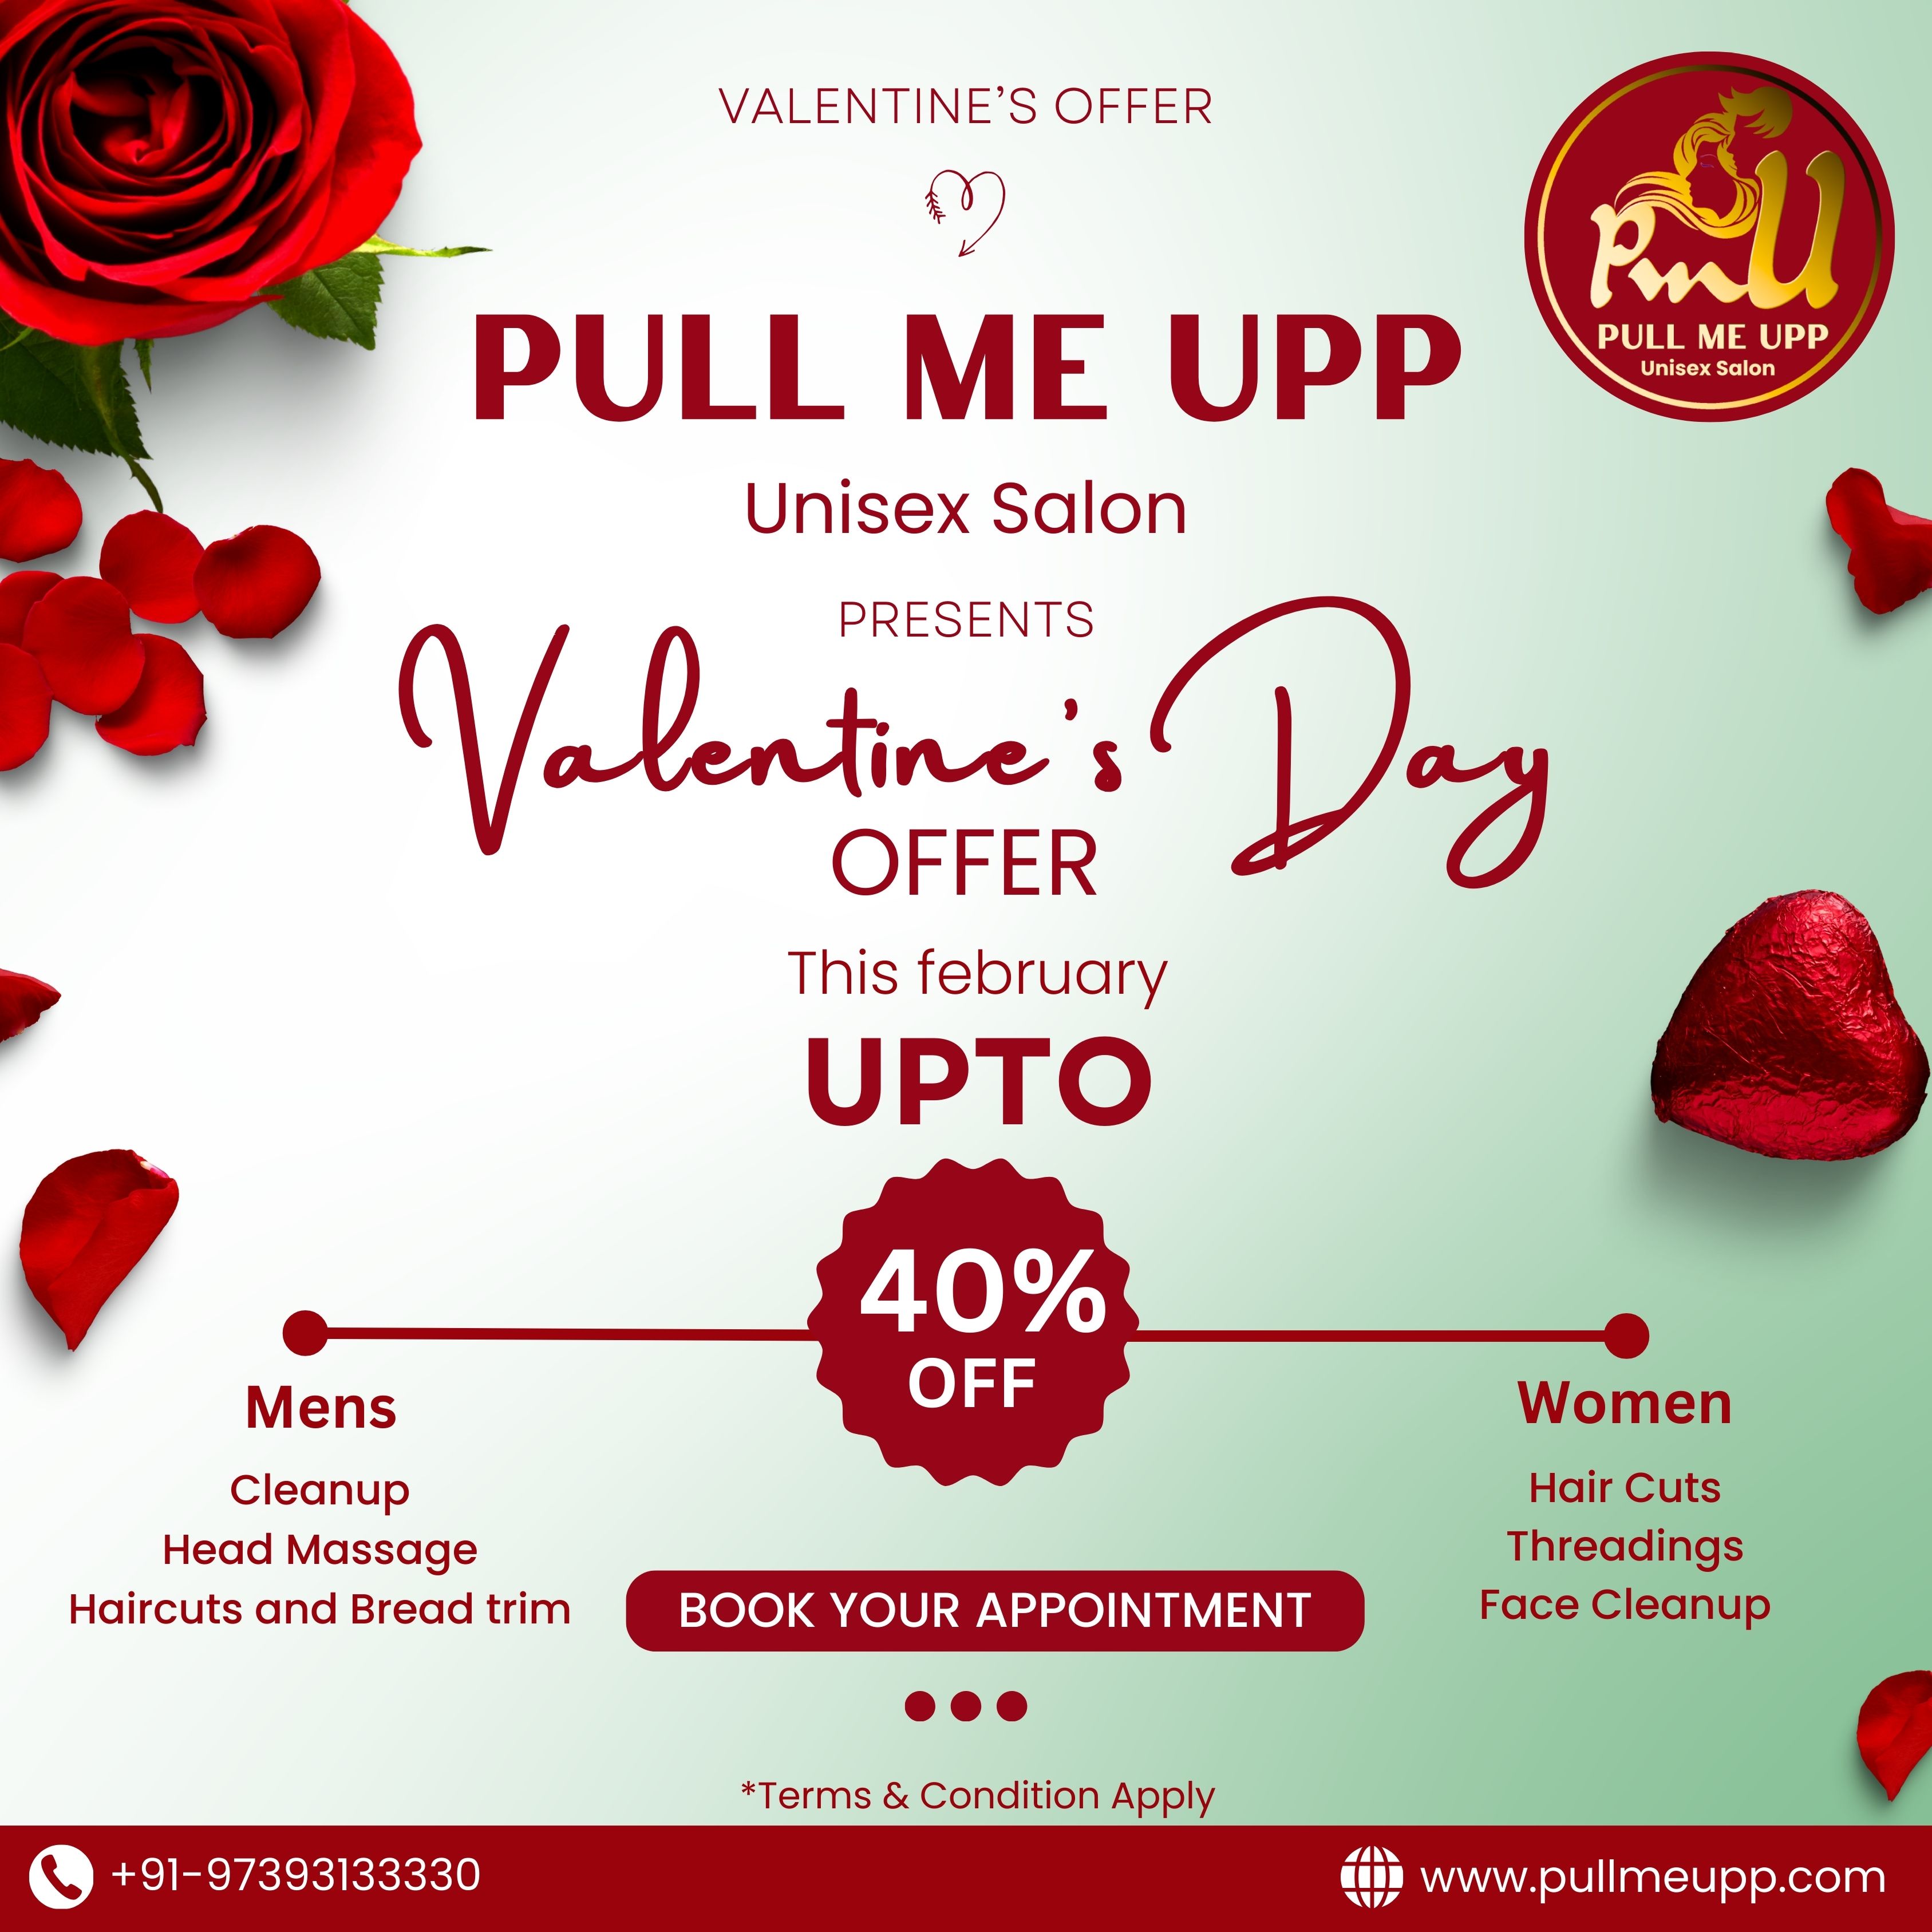 VALENTINE'S OFFER
PmU
PULL ME UPP
Unisex Salon
PULL ME UPP
Unisex Salon
PRESENTS
Valentine's Day
OFFER
This february
UPTO
40%
OFF
Mens
Cleanup
Head Massage
Haircuts and Bread trim
Women
Hair Cuts
Threadings
Face Cleanup
BOOK YOUR APPOINTMENT
*Terms & Condition Apply
+91-97393133330
www.pullmeupp.com